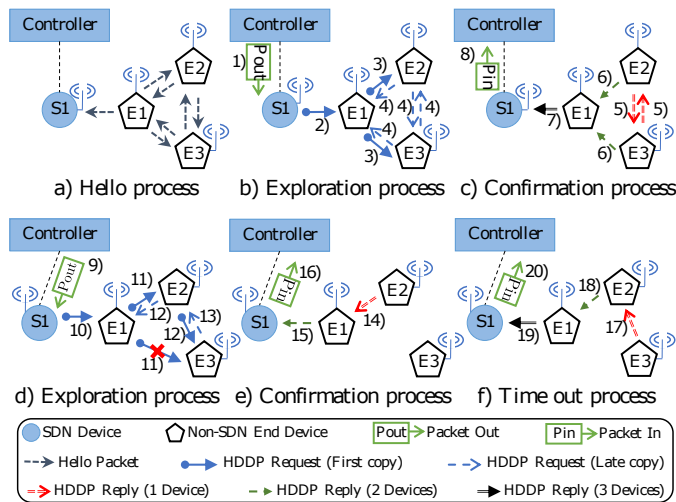 Controller Controller Controller
E2 E2 E2
1) Pout 3) 8) Pin 6)
S1 E1 S1 E1 4) 4) 4) S1 E1 5) 5)
2) 4) 7)
E3 3) E3 6) E3
a) Hello process b) Exploration process c) Confirmation process
Controller Controller Controller
Pout 9) 11) E2 Pin 16) E2 Pin 20) 18) E2
S1 E1 12) 13) S1 E1 14) S1 E1 17)
10) 12) 15) 19)
11) E3 E3 E3
d) Exploration process e) Confirmation process f) Time out process
SDN Device Non-SDN End Device Pout Packet Out Pin Packet In
Hello Packet HDDP Request (First copy) HDDP Request (Late copy)
HDDP Reply (1 Device) HDDP Reply (2 Devices) HDDP Reply (3 Devices)